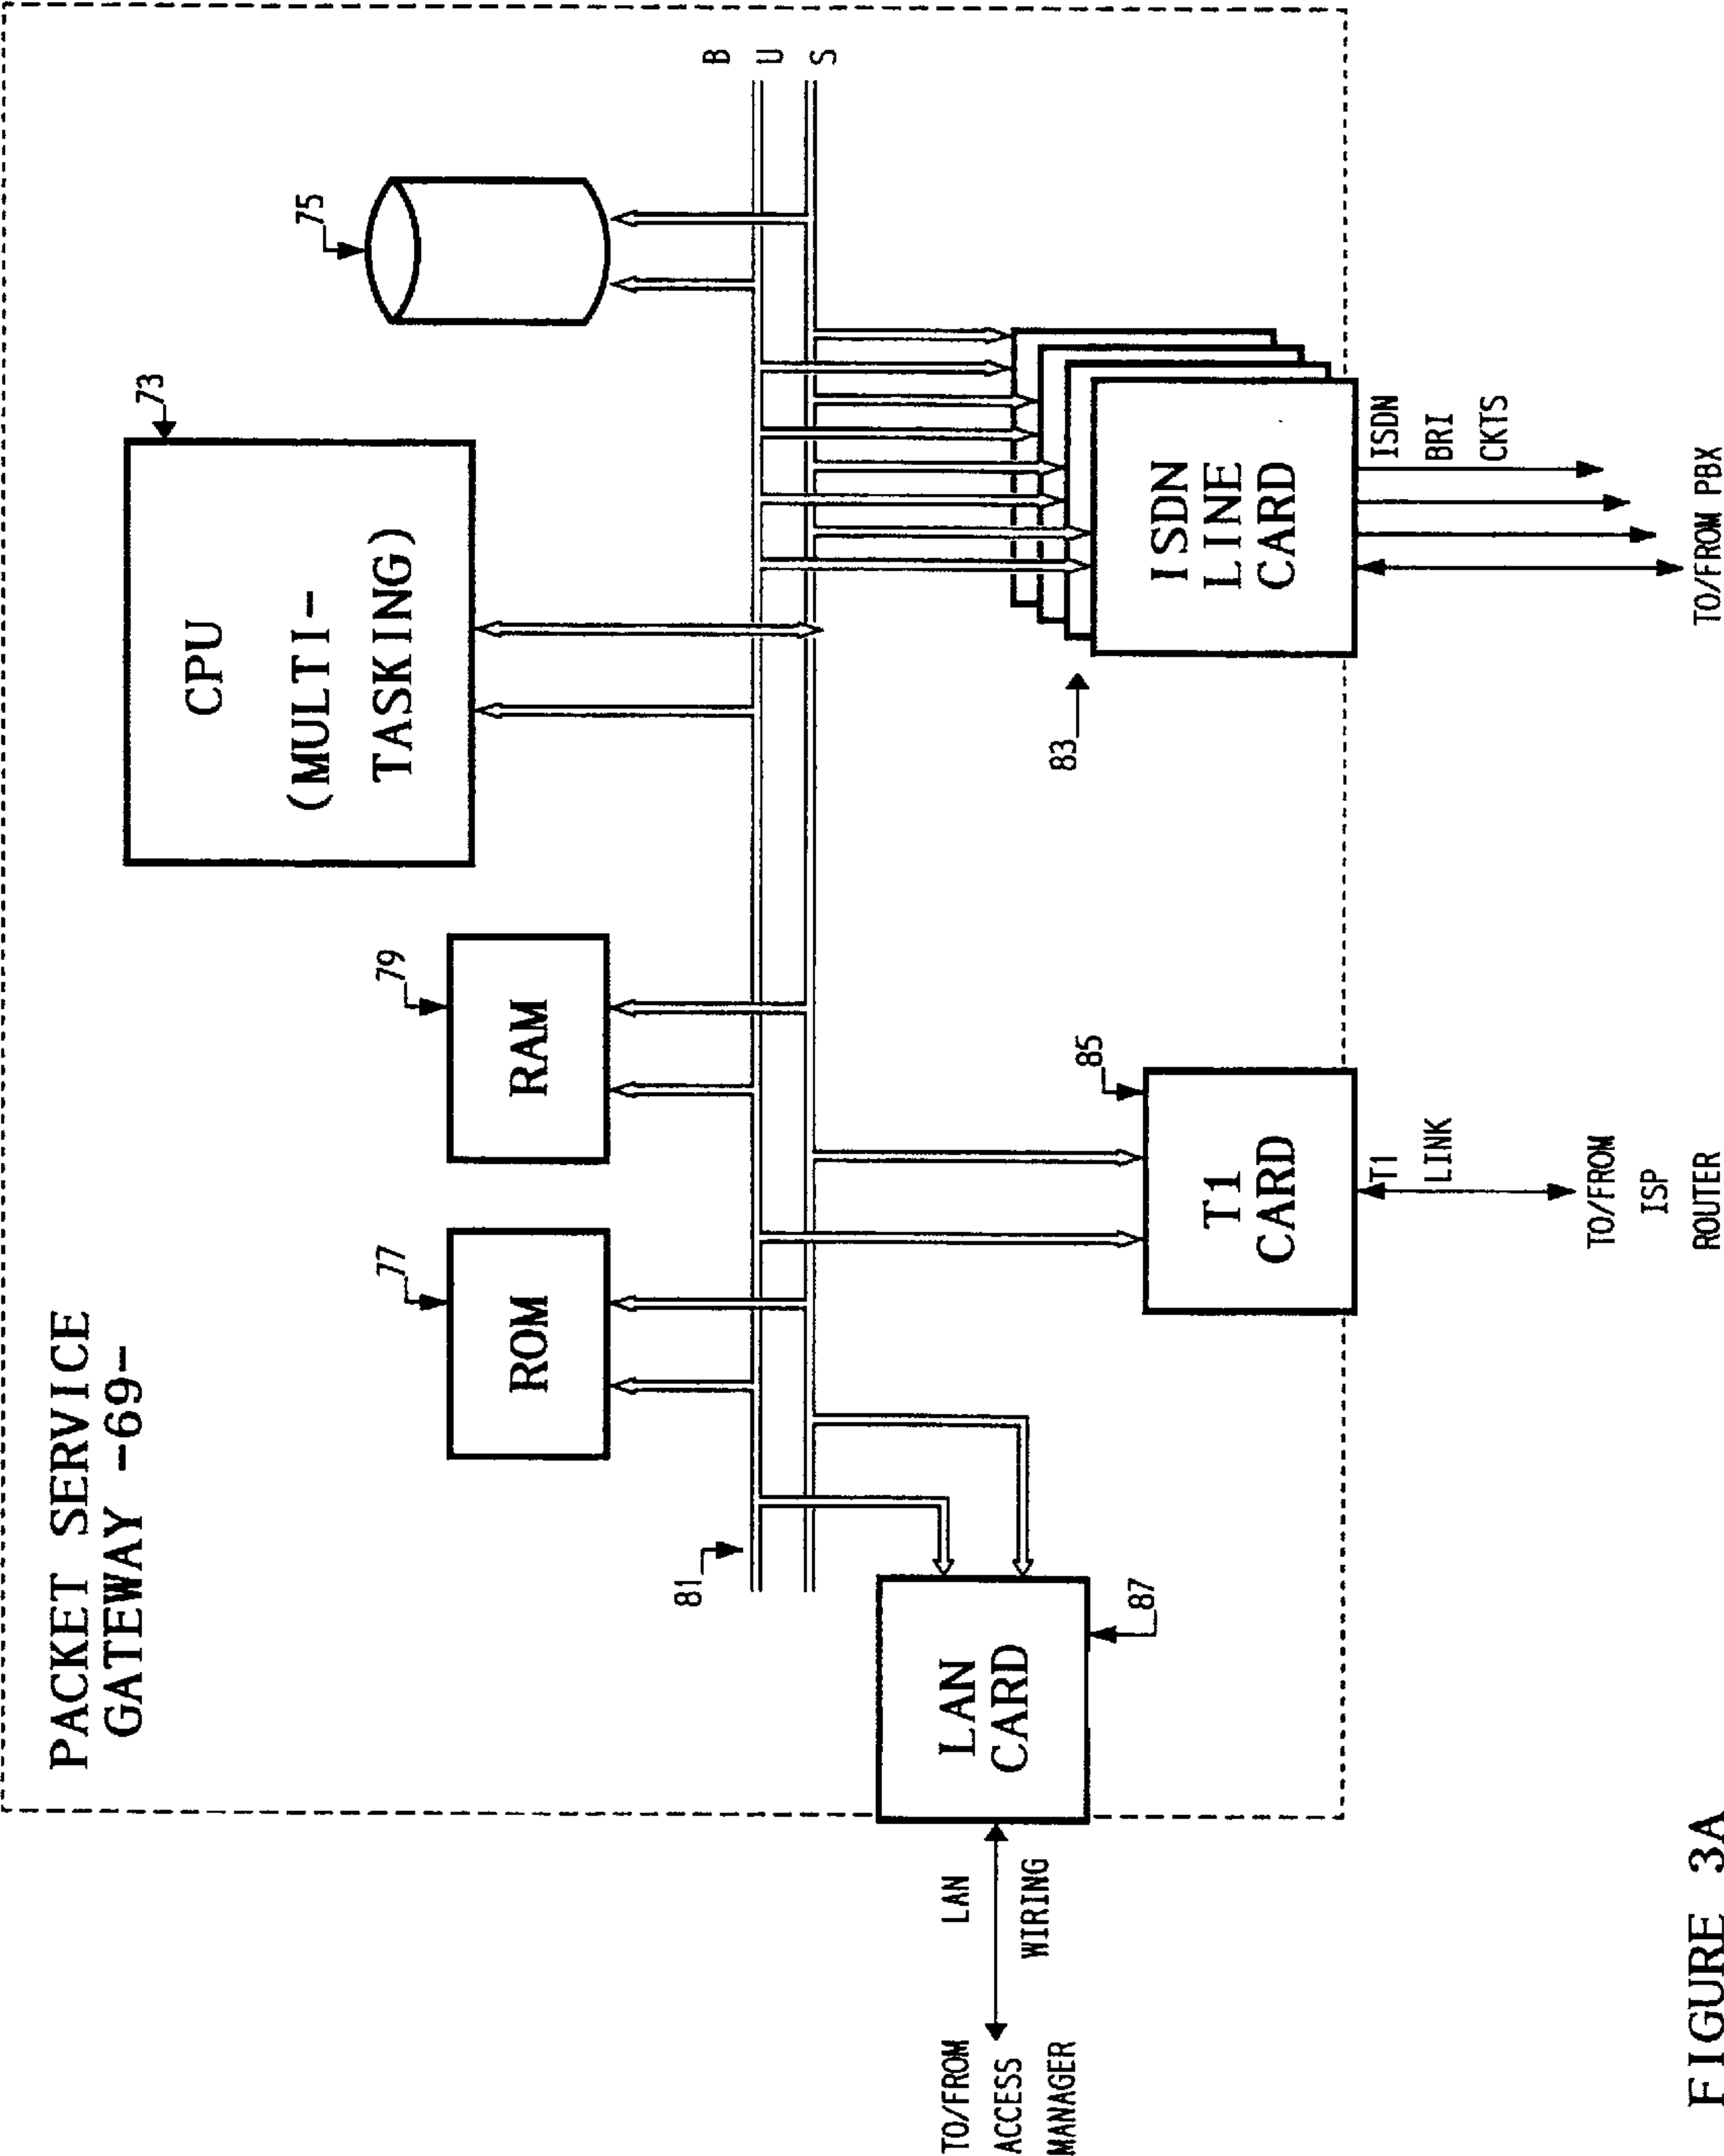 PACKET SERVICE
GATEWAY -69-
73
CPU
(MULTI-
TASKING)
75
77
ROM
79
RAM
81
B
U
S
LAN
CARD
87
TO/FROM
ACCESS
MANAGER
LAN
WIRING
85
T1
CARD
T1
LINK
TO/FROM
ISP
ROUTER
83
ISDN
LINE
CARD
ISDN
BRI
CKTS
TO/FROM PBX
FIGURE 3A